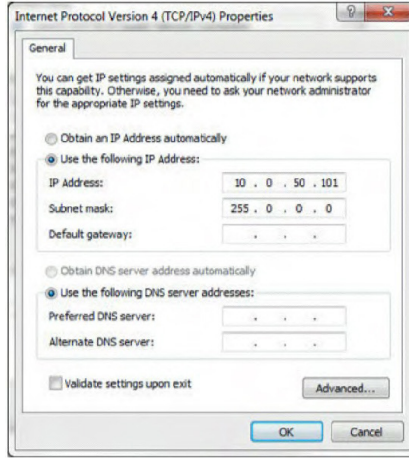 Internet Protocol Version 4 (TCP/IPv4) Properties
General
You can get IP settings assigned automatically if your network supports
this capability. Otherwise, you need to ask your network administrator
for the appropriate IP settings.
Obtain an IP Address automatically
Use the following IP Address:
IP Address: 10 . 0 . 50 . 101
Subnet mask: 255 . 0 . 0 . 0
Default gateway: . . .
Obtain DNS server address automatically
Use the following DNS server addresses:
Preferred DNS server: . . .
Alternate DNS server: . . .
Validate settings upon exit
Advanced...
OK Cancel